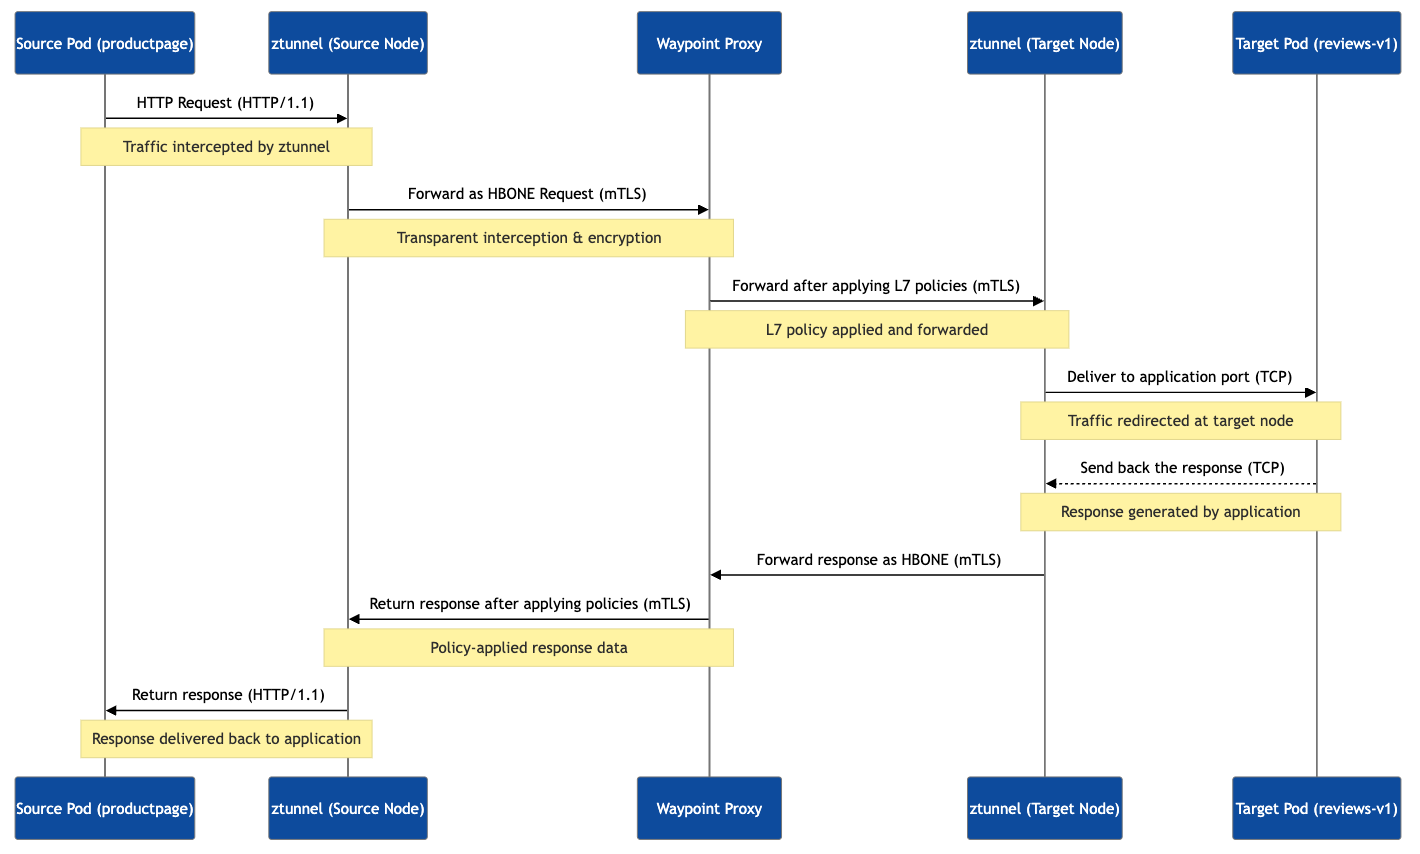 Source Pod (productpage)
ztunnel (Source Node)
Waypoint Proxy
ztunnel (Target Node)
Target Pod (reviews-v1)
HTTP Request (HTTP/1.1)
Traffic intercepted by ztunnel
Forward as HBONE Request (mTLS)
Transparent interception & encryption
Forward after applying L7 policies (mTLS)
L7 policy applied and forwarded
Deliver to application port (TCP)
Traffic redirected at target node
Send back the response (TCP)
Response generated by application
Forward response as HBONE (mTLS)
Return response after applying policies (mTLS)
Policy-applied response data
Return response (HTTP/1.1)
Response delivered back to application
Source Pod (productpage)
ztunnel (Source Node)
Waypoint Proxy
ztunnel (Target Node)
Target Pod (reviews-v1)